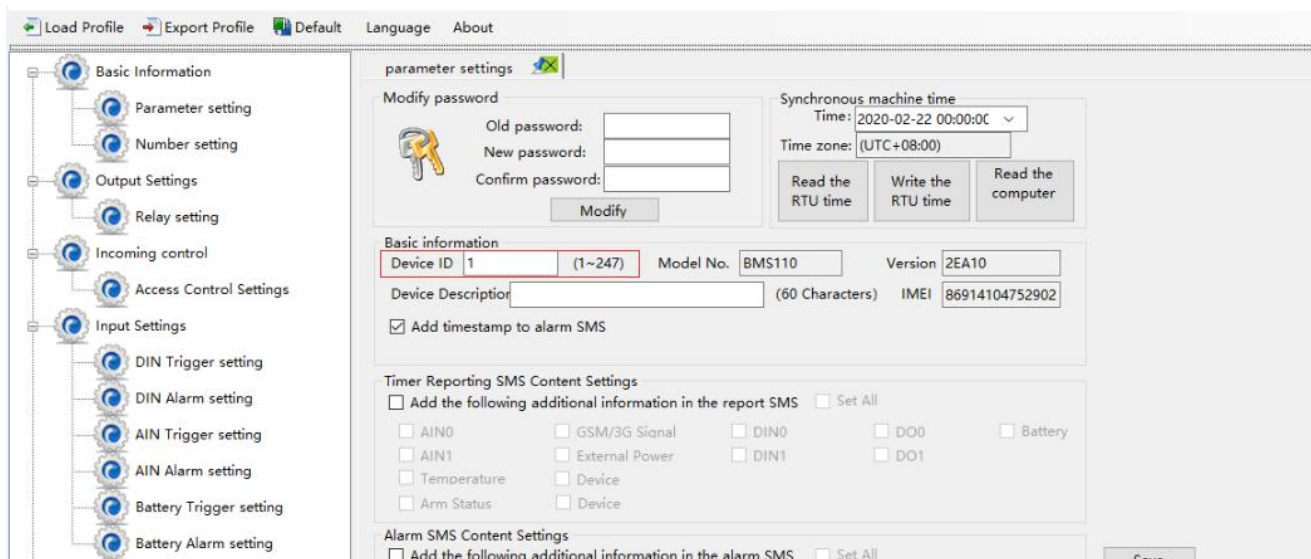 Load Profile Export Profile Default Language About
Basic Information
Parameter setting
Number setting
Output Settings
Relay setting
Incoming control
Access Control Settings
Input Settings
DIN Trigger setting
DIN Alarm setting
AIN Trigger setting
AIN Alarm setting
Battery Trigger setting
Battery Alarm setting
parameter settings
Modify password
Old password:
New password:
Confirm password:
Modify
Synchronous machine time
Time: 2020-02-22 00:00:0
Time zone: (UTC+08:00)
Read the
RTU time
Write the
RTU time
Read the
computer
Basic information
Device ID 1 (1~247) Model No. BMS110 Version 2EA10
Device Description (60 Characters) IMEI 86914104752902
Add timestamp to alarm SMS
Timer Reporting SMS Content Settings
Add the following additional information in the report SMS Set All
AIN0 GSM/3G Signal DIN0 DO0 Battery
AIN1 External Power DIN1 DO1
Temperature Device
Arm Status Device
Alarm SMS Content Settings
Add the following additional information in the alarm SMS Set All
Save